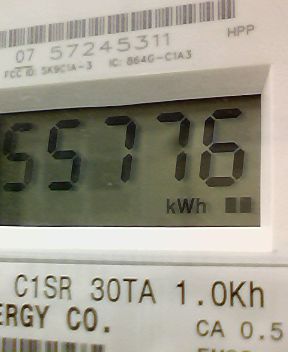 HPP
07 57245311
FCC ID: SK9C1A-3 IC: 864G-C1A3
55776
kWh
C1SR 30TA 1.0Kh
ERGY CO.
CA 0.5